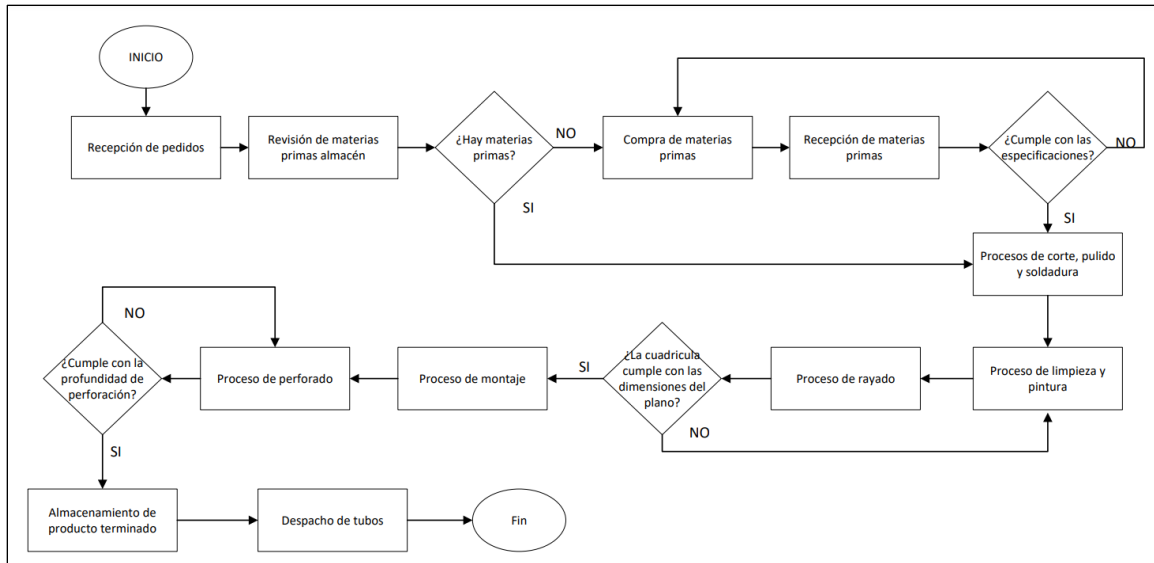 INICIO
Recepción de pedidos
Revisión de materias
primas almacén
¿Hay materias
primas?
NO
SI
Compra de materias
primas
Recepción de materias
primas
¿Cumple con las
especificaciones?
NO
SI
Procesos de corte, pulido
y soldadura
Proceso de limpieza y
pintura
Proceso de rayado
¿La cuadricula
cumple con las
dimensiones del
plano?
SI
NO
Proceso de montaje
Proceso de perforado
¿Cumple con la
profundidad de
perforación?
NO
SI
Almacenamiento de
producto terminado
Despacho de tubos
Fin